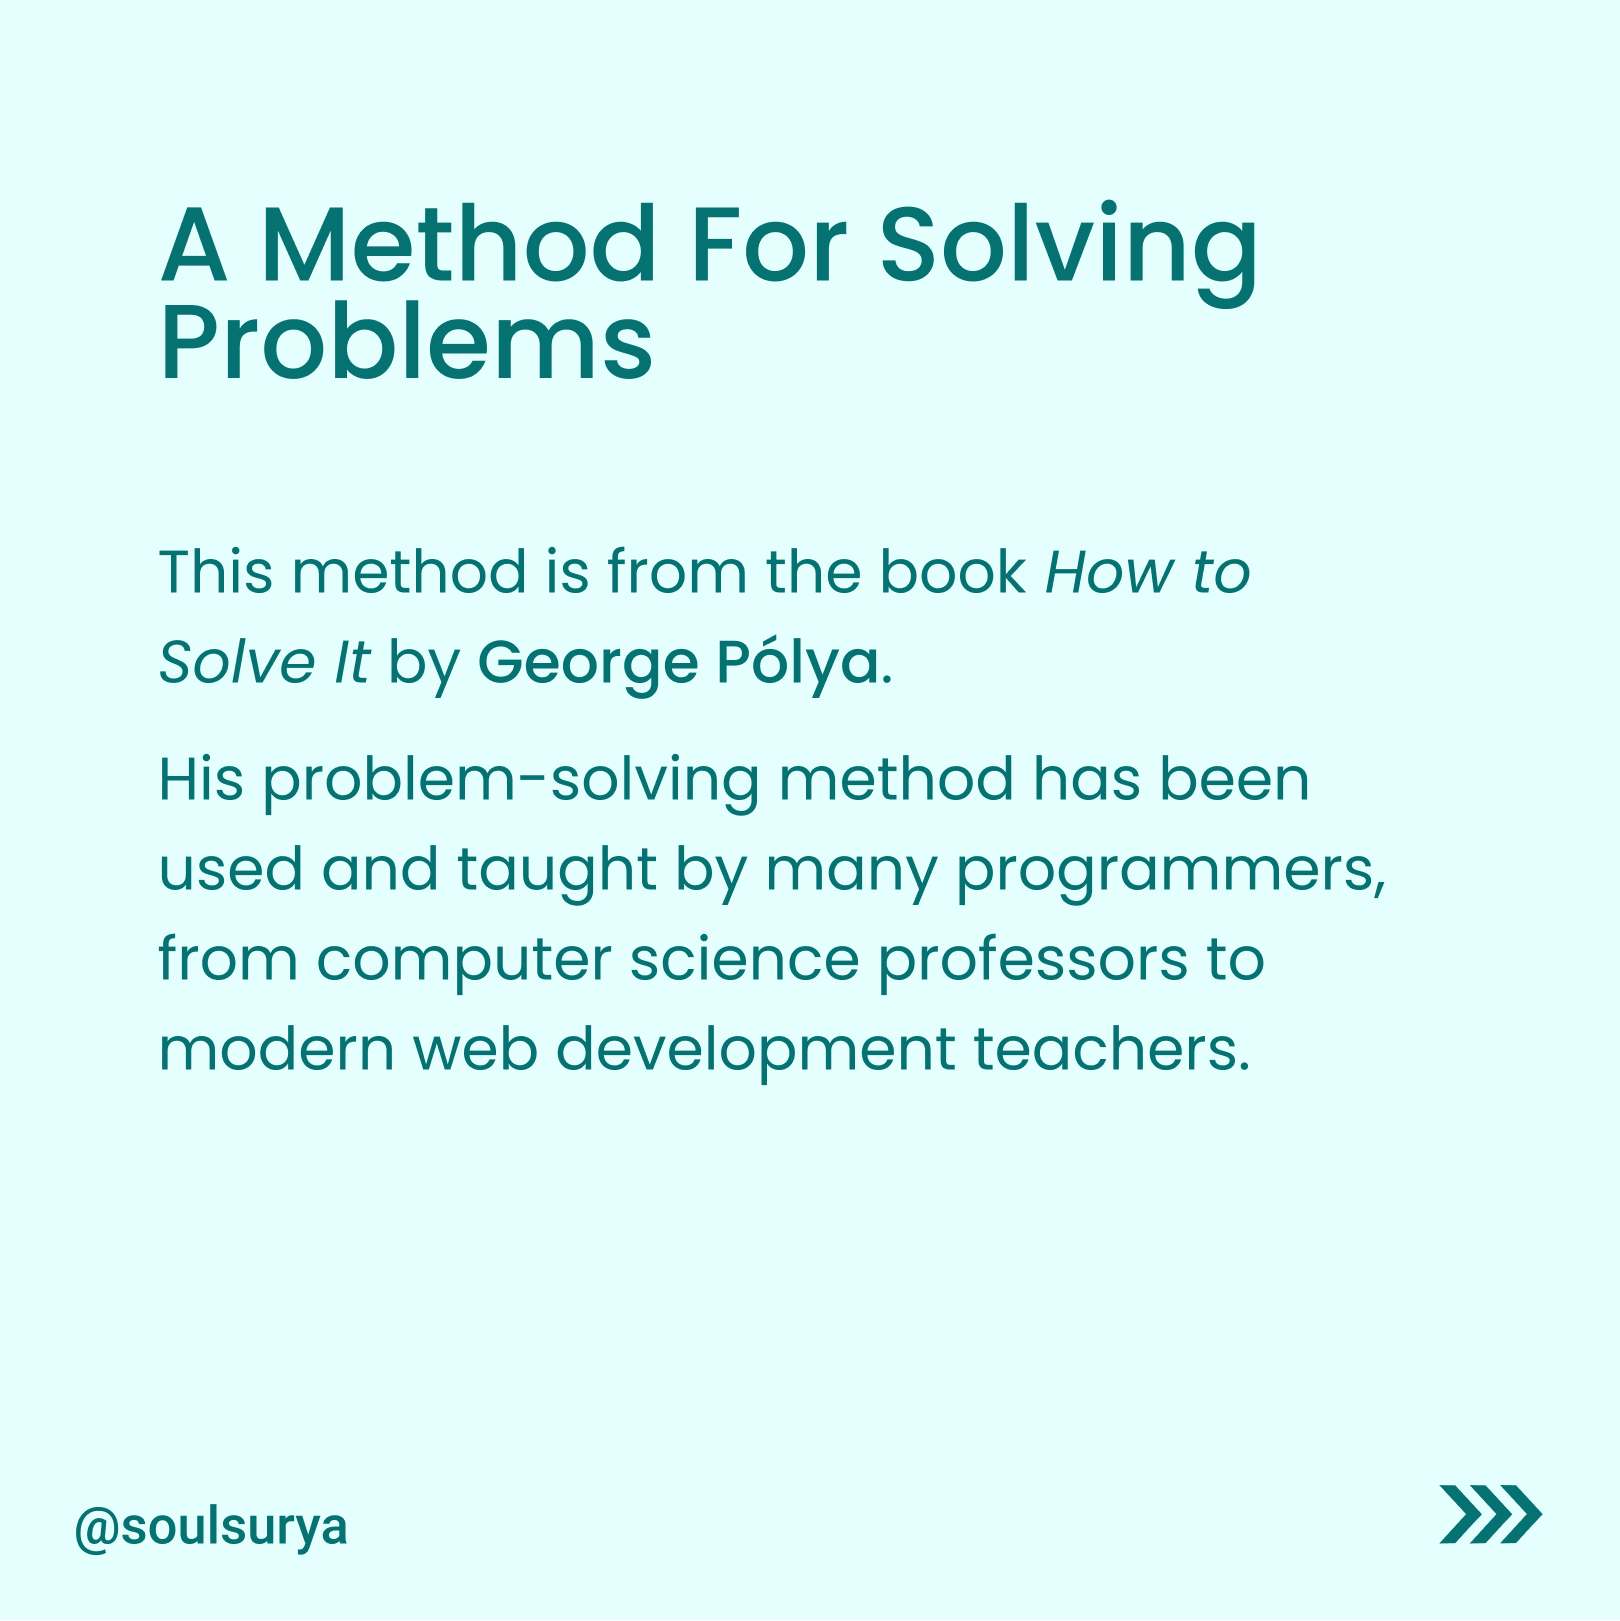 A Method For Solving
Problems
This method is from the book How to
Solve It by George Pólya.
His problem-solving method has been
used and taught by many programmers,
from computer science professors to
modern web development teachers.
@soulsurya